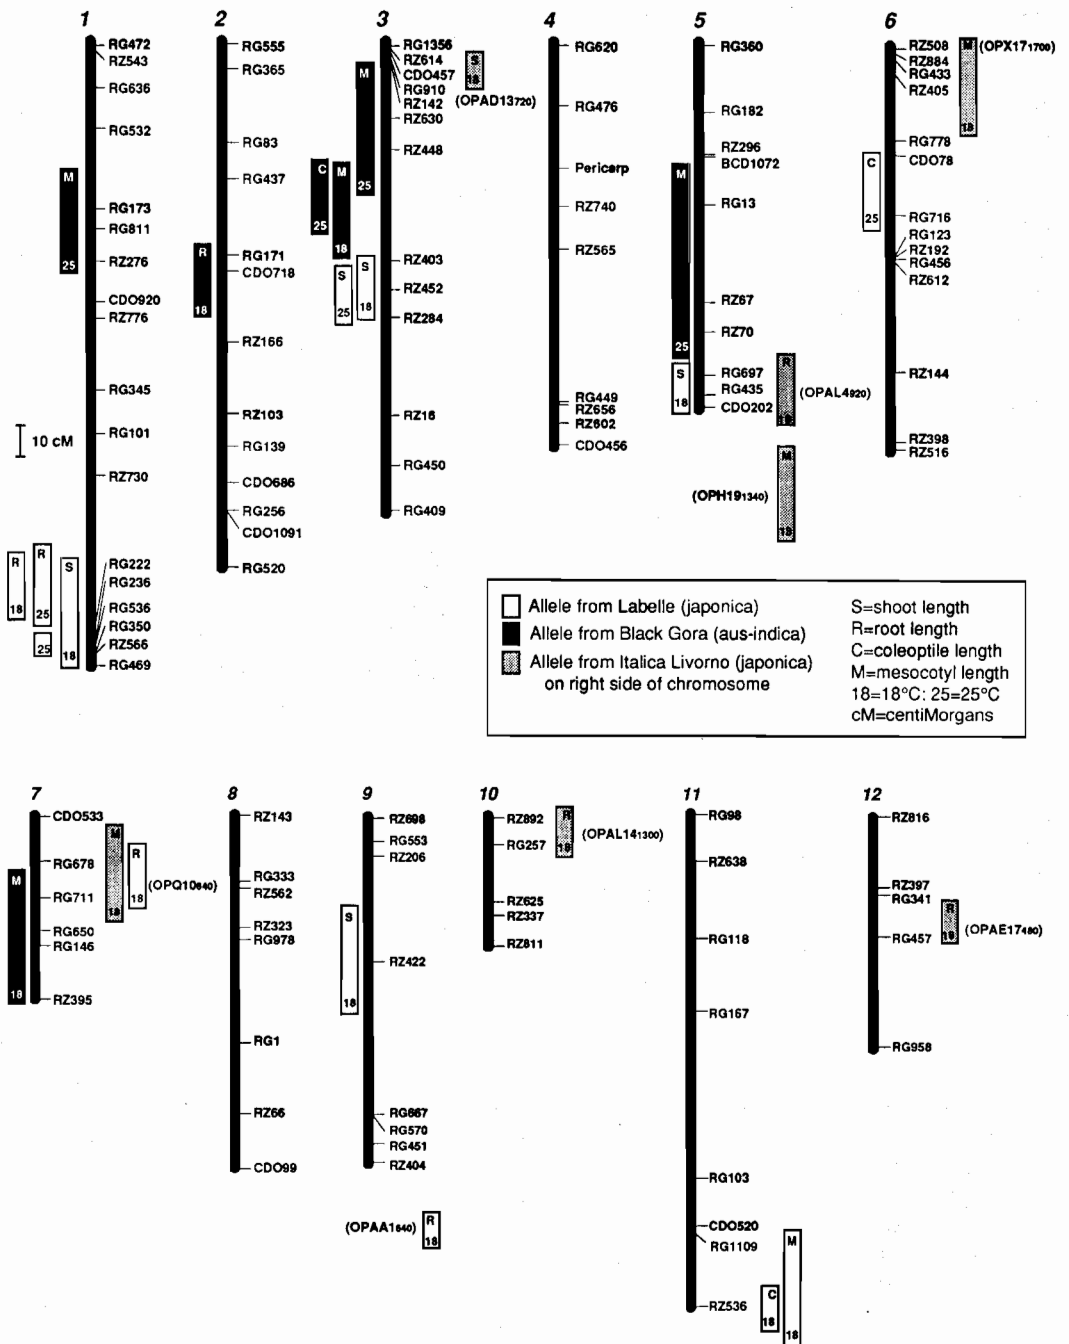 1
RG472
RZ543
RG636
RG532
M
25
RG173
RG811
RZ276
CDO920
RZ776
RG345
10 cM
RG101
RZ730
R
18
R
25
25
S
18
RG222
RG236
RG536
RG350
RZ566
RG469
2
RG555
RG365
RG83
RG437
R
18
RG171
CDO718
RZ166
RZ103
RG139
CDO686
RG256
CDO1091
RG520
3
RG1356
RZ614
CDO457
RG910
RZ142
RZ630
RZ448
RZ403
RZ452
RZ284
RZ16
RG450
RG409
M
25
C
25
M
18
S
25
S
18
S
18
(OPAD13720)
4
RG620
RG476
Pericarp
RZ740
RZ565
RG449
RZ656
RZ602
CDO456
5
RG360
RG182
RZ296
BCD1072
RG13
RZ67
RZ70
RG697
RG435
CDO202
M
25
S
18
R
18
(OPAL4920)
(OPH191340)
M
18
6
RZ508
RZ884
RG433
RZ405
RG778
CDO78
RG716
RG123
RZ192
RG456
RZ612
RZ144
RZ398
RZ516
C
25
M
18
(OPX171700)
Allele from Labelle (japonica)
Allele from Black Gora (aus-indica)
Allele from Italica Livorno (japonica)
on right side of chromosome
S=shoot length
R=root length
C=coleoptile length
M=mesocotyl length
18=18°C: 25=25°C
cM=centiMorgans
7
CDO533
RG678
RG711
RG650
RG146
RZ395
M
18
M
18
R
18
(OPQ10640)
8
RZ143
RG333
RZ562
RZ323
RG978
RG1
RZ66
CDO99
9
RZ698
RG553
RZ206
RZ422
RG667
RG570
RG451
RZ404
S
18
(OPAA1640)
R
18
10
RZ892
RG257
RZ625
RZ337
RZ811
R
18
(OPAL141300)
11
RG98
RZ638
RG118
RG167
RG103
CDO520
RG1109
RZ536
C
18
M
18
12
RZ816
RZ397
RG341
RG457
RG958
R
18
(OPAE17480)